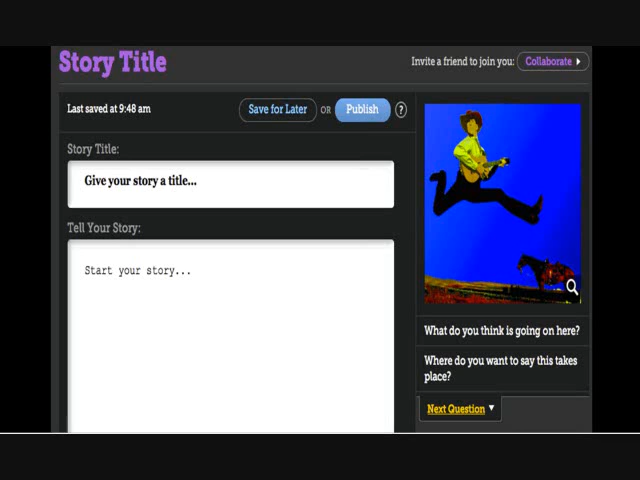 Story Title
Invite a friend to join you: Collaborate
Last saved at 9:48 am
Save for Later OR Publish ?
Story Title:
Give your story a title...
Tell Your Story:
Start your story...
What do you think is going on here?
Where do you want to say this takes
place?
Next Question